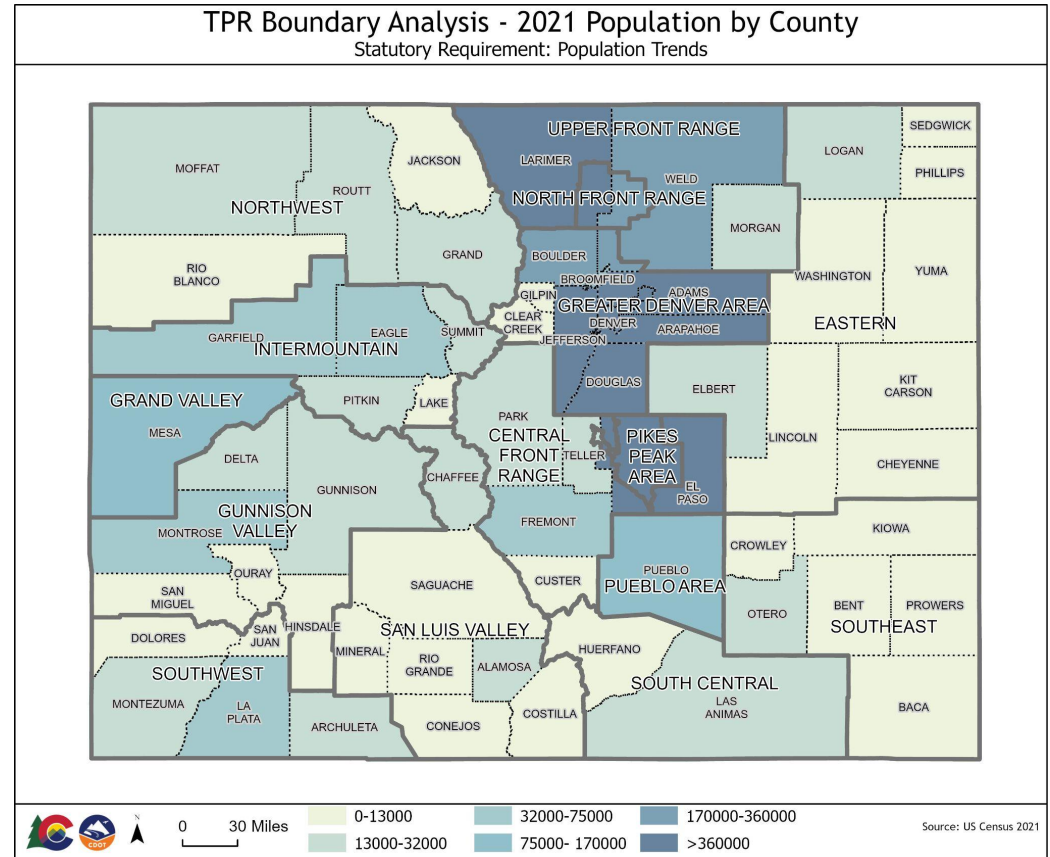 TPR Boundary Analysis - 2021 Population by County
Statutory Requirement: Population Trends
SEDGWICK
UPPER FRONT RANGE
LOGAN
LARIMER
JACKSON
MOFFAT
PHILLIPS
WELD
ROUTT
NORTH FRONT RANGE
NORTHWEST
MORGAN
GRAND
BOULDER
RIO
BLANCO
WASHINGTON
YUMA
BROOMFIELD
ADAMS
GILPIN
GREATER DENVER AREA
CLEAR
CREEK
DENVER
ARAPAHOE
EASTERN
EAGLE
SUMMIT
GARFIELD
JEFFERSON
INTERMOUNTAIN
DOUGLAS
ELBERT
KIT
CARSON
GRAND VALLEY
PITKIN
LAKE
PARK
MESA
CENTRAL
FRONT
RANGE
PIKES
PEAK
AREA
LINCOLN
TELLER
DELTA
CHEYENNE
CHAFFEE
GUNNISON
EL
PASO
GUNNISON
VALLEY
FREMONT
MONTROSE
KIOWA
CROWLEY
OURAY
PUEBLO
CUSTER
SAGUACHE
PUEBLO AREA
SAN
MIGUEL
BENT
PROWERS
OTERO
SOUTHEAST
HINSDALE
SAN LUIS VALLEY
DOLORES
SAN
JUAN
MINERAL
HUERFANO
RIO
GRANDE
ALAMOSA
SOUTHWEST
SOUTH CENTRAL
MONTEZUMA
LA
PLATA
LAS
ANIMAS
BACA
COSTILLA
ARCHULETA
CONEJOS
C
CDOT
N
0 30 Miles
0-13000
13000-32000
32000-75000
75000- 170000
170000-360000
>360000
Source: US Census 2021